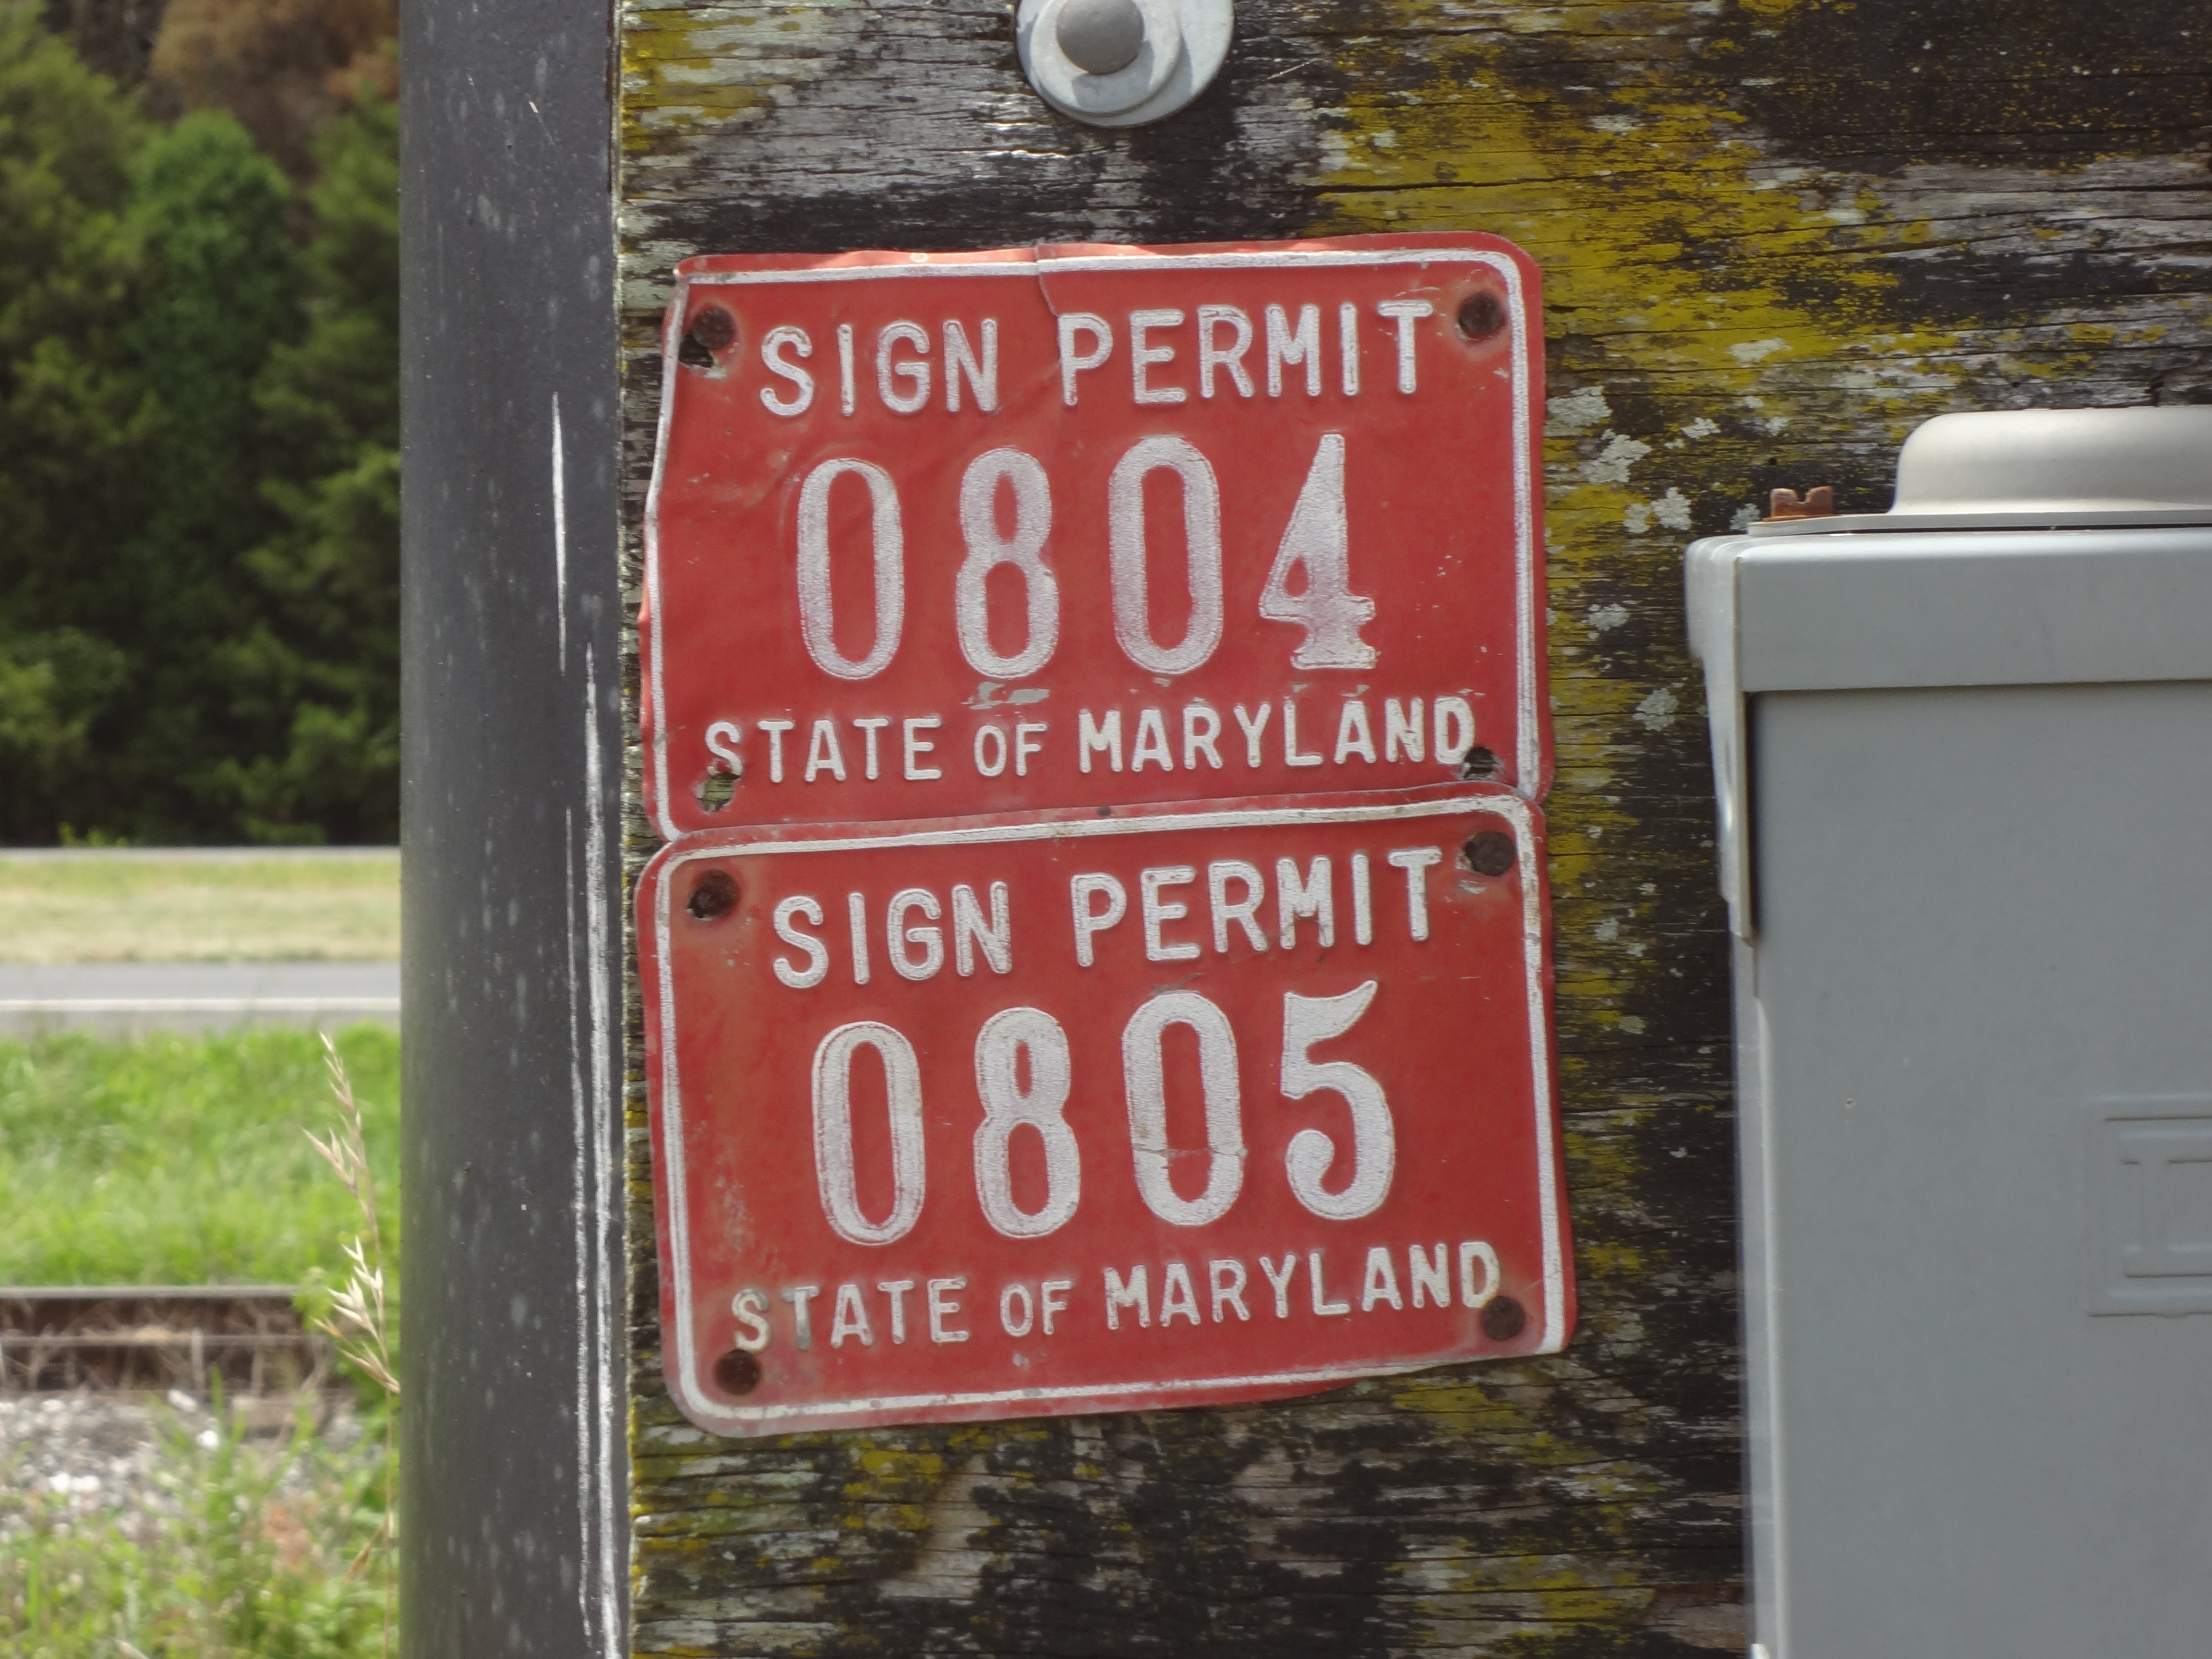 SIGN PERMIT
0804
STATE OF MARYLAND
SIGN PERMIT
0805
STATE OF MARYLAND